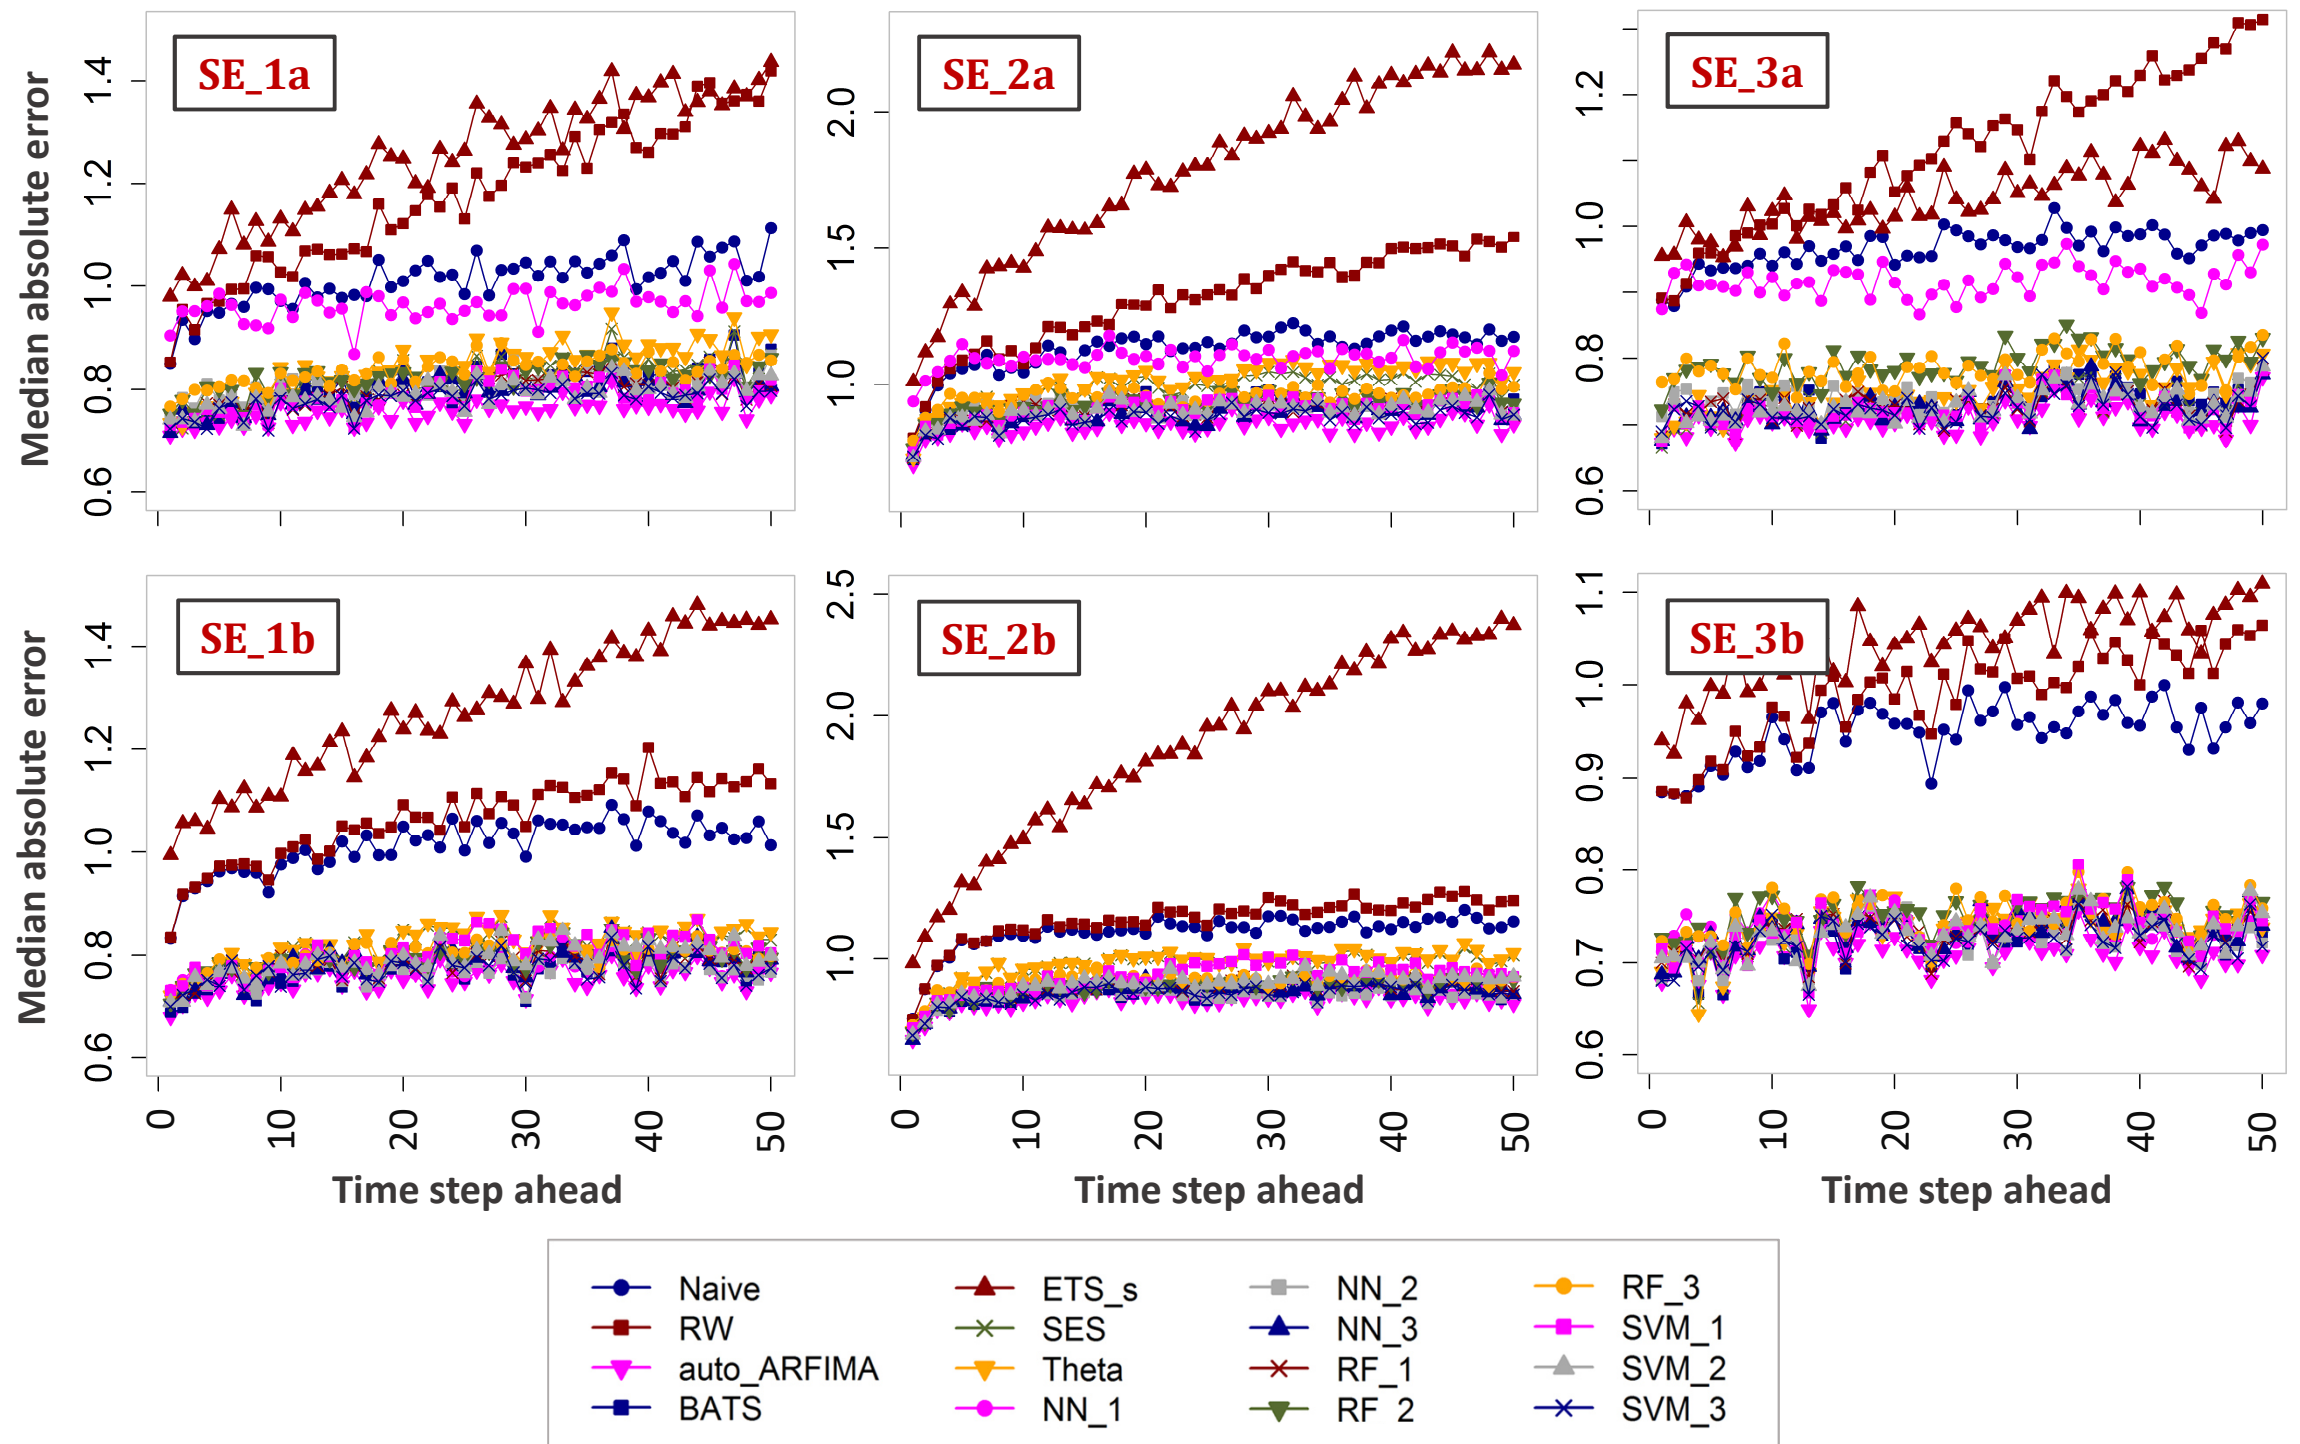 SE_1a
SE_2a
SE_3a
Median absolute error
0.6 0.8 1.0 1.2 1.4
1.0 1.5 2.0
0.6 0.8 1.0 1.2
SE_1b
SE_2b
SE_3b
Median absolute error
0.6 0.8 1.0 1.2 1.4
1.0 1.5 2.0 2.5
0.6 0.7 0.8 0.9 1.0 1.1
0 10 20 30 40 50
0 10 20 30 40 50
0 10 20 30 40 50
Time step ahead
Time step ahead
Time step ahead
Naive
RW
auto_ARFIMA
BATS
ETS_s
SES
Theta
NN_1
NN_2
NN_3
RF_1
RF_2
RF_3
SVM_1
SVM_2
SVM_3